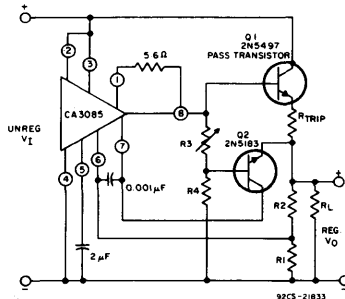 +
Q1
2N5497
PASS TRANSISTOR
5.6Ω
2
3
1
8
CA3085
UNREG
VI
7
4
5
6
0.001µF
2µF
R3
R4
Q2
2N5183
RTRIP
+
R2
RL
REG
VO
R1
–
–
92CS-21833